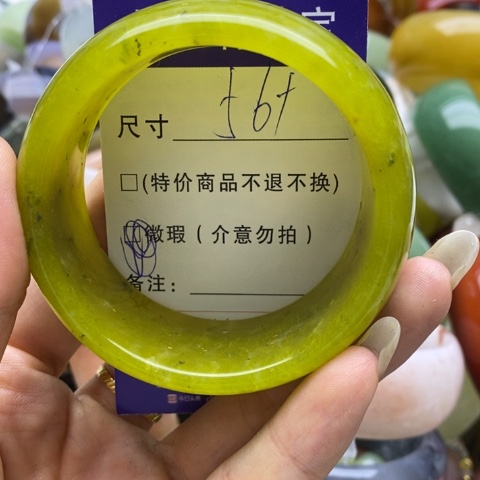 尺寸 56+
□(特价商品不退不换)
□微瑕(介意勿拍)
备注: